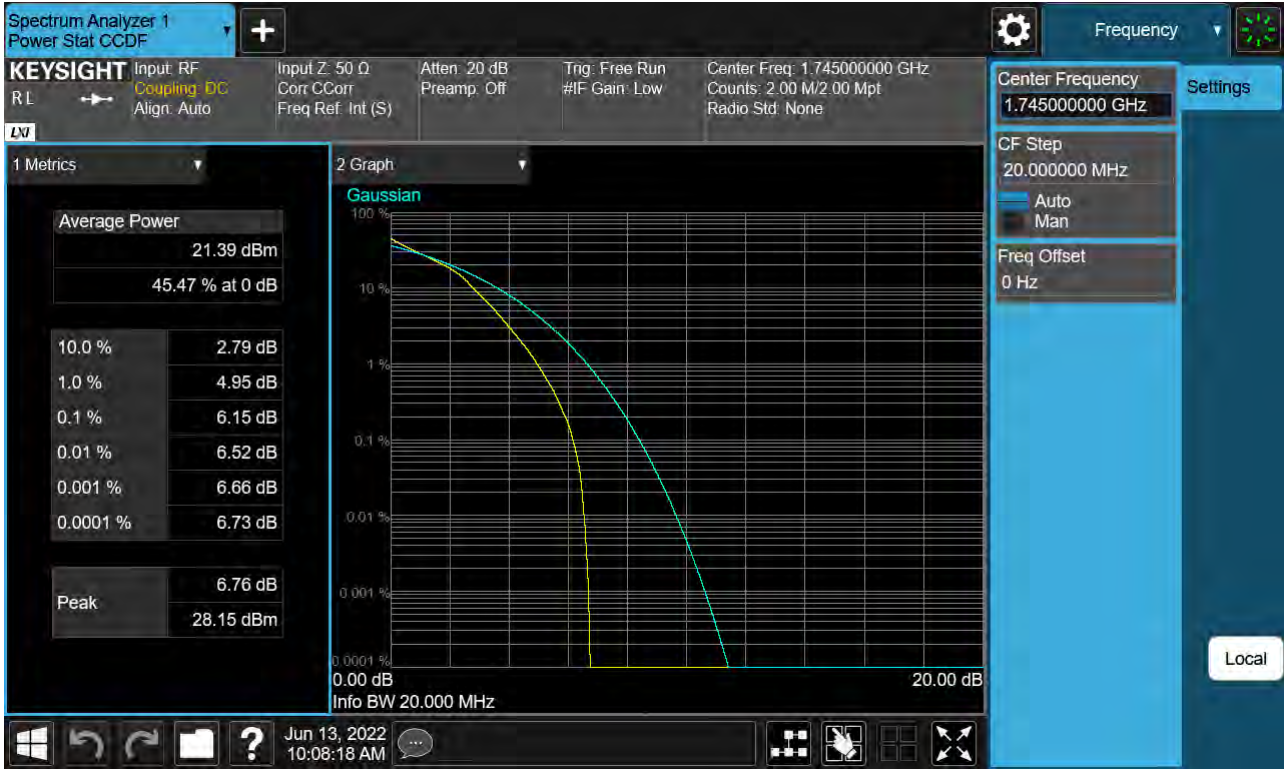 Spectrum Analyzer 1
Power Stat CCDF
Frequency
KEYSIGHT
R L
LXI
Input: RF
Coupling: DC
Align: Auto
Input Z: 50 Ω
Corr CCorr
Freq Ref: Int (S)
Atten: 20 dB
Preamp: Off
Trig: Free Run
#IF Gain: Low
Center Freq: 1.745000000 GHz
Counts: 2.00 M/2.00 Mpt
Radio Std: None
Center Frequency
1.745000000 GHz
Settings
CF Step
20.000000 MHz
Auto
Man
Freq Offset
0 Hz
1 Metrics
Average Power
21.39 dBm
45.47 % at 0 dB
10.0 % 2.79 dB
1.0 % 4.95 dB
0.1 % 6.15 dB
0.01 % 6.52 dB
0.001 % 6.66 dB
0.0001 % 6.73 dB
Peak
6.76 dB
28.15 dBm
2 Graph
Gaussian
100 %
10 %
1 %
0.1 %
0.01 %
0.001 %
0.0001 %
0.00 dB 20.00 dB
Info BW 20.000 MHz
Local
?
Jun 13, 2022
10:08:18 AM